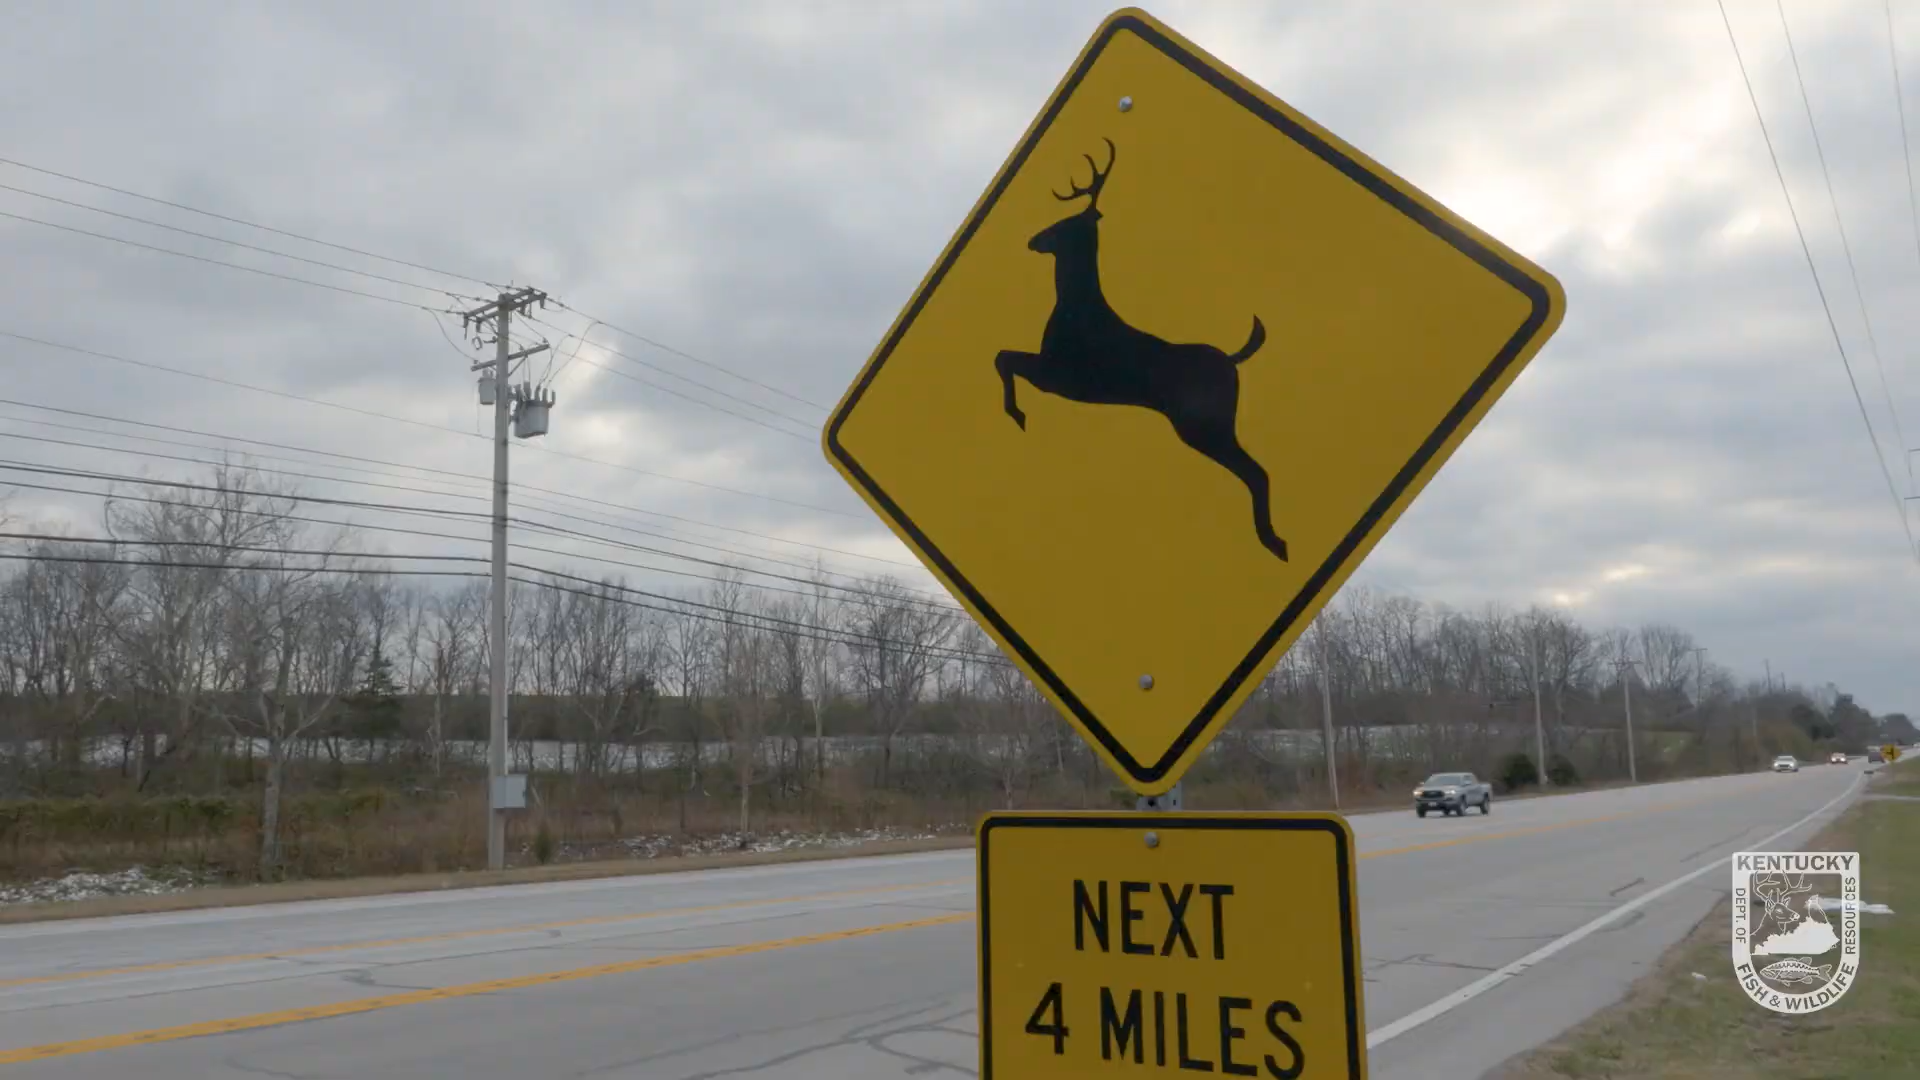 NEXT
4 MILES
KENTUCKY
DEPT. OF
FISH & WILDLIFE
RESOURCES